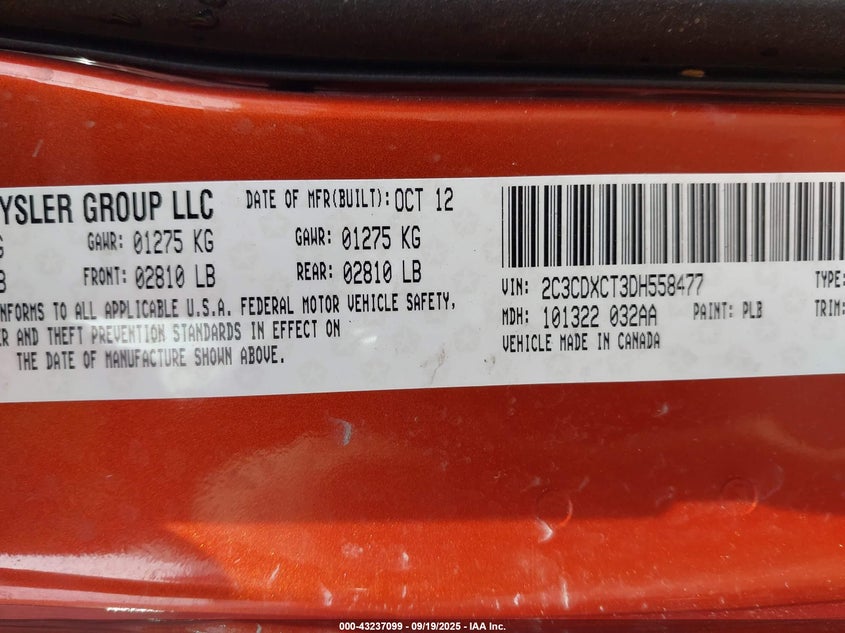 YSLER GROUP LLC DATE OF MFR(BUILT): OCT 12
G GAWR: 01275 KG GAWR: 01275 KG
B FRONT: 02810 LB REAR: 02810 LB
NFORMS TO ALL APPLICABLE U.S.A. FEDERAL MOTOR VEHICLE SAFETY,
ER AND THEFT PREVENTION STANDARDS IN EFFECT ON
THE DATE OF MANUFACTURE SHOWN ABOVE.
VIN: 2C3CDXCT3DH558477 TYPE:
MDH: 101322 032AA PAINT: PLB TRIM:
VEHICLE MADE IN CANADA
000-43237099 - 09/19/2025 - IAA Inc.